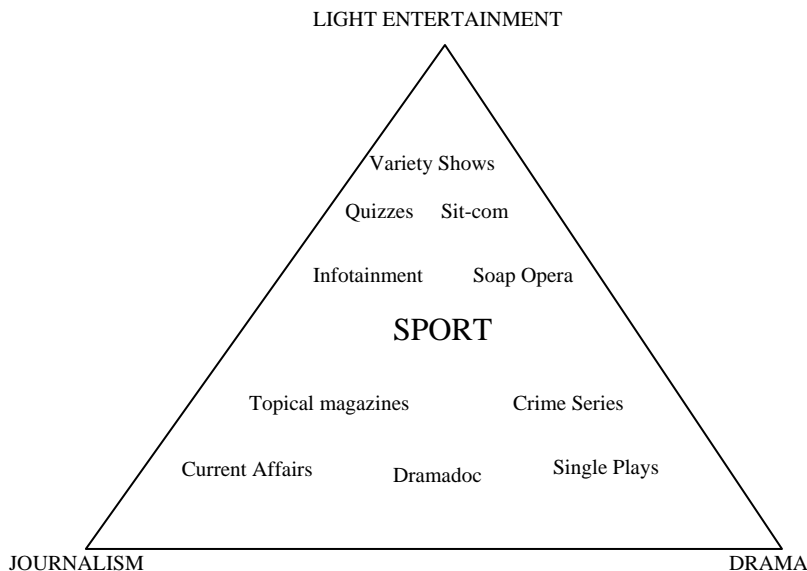 LIGHT ENTERTAINMENT
Variety Shows
Quizzes Sit-com
Infotainment Soap Opera
SPORT
Topical magazines Crime Series
Current Affairs Dramadoc Single Plays
JOURNALISM DRAMA